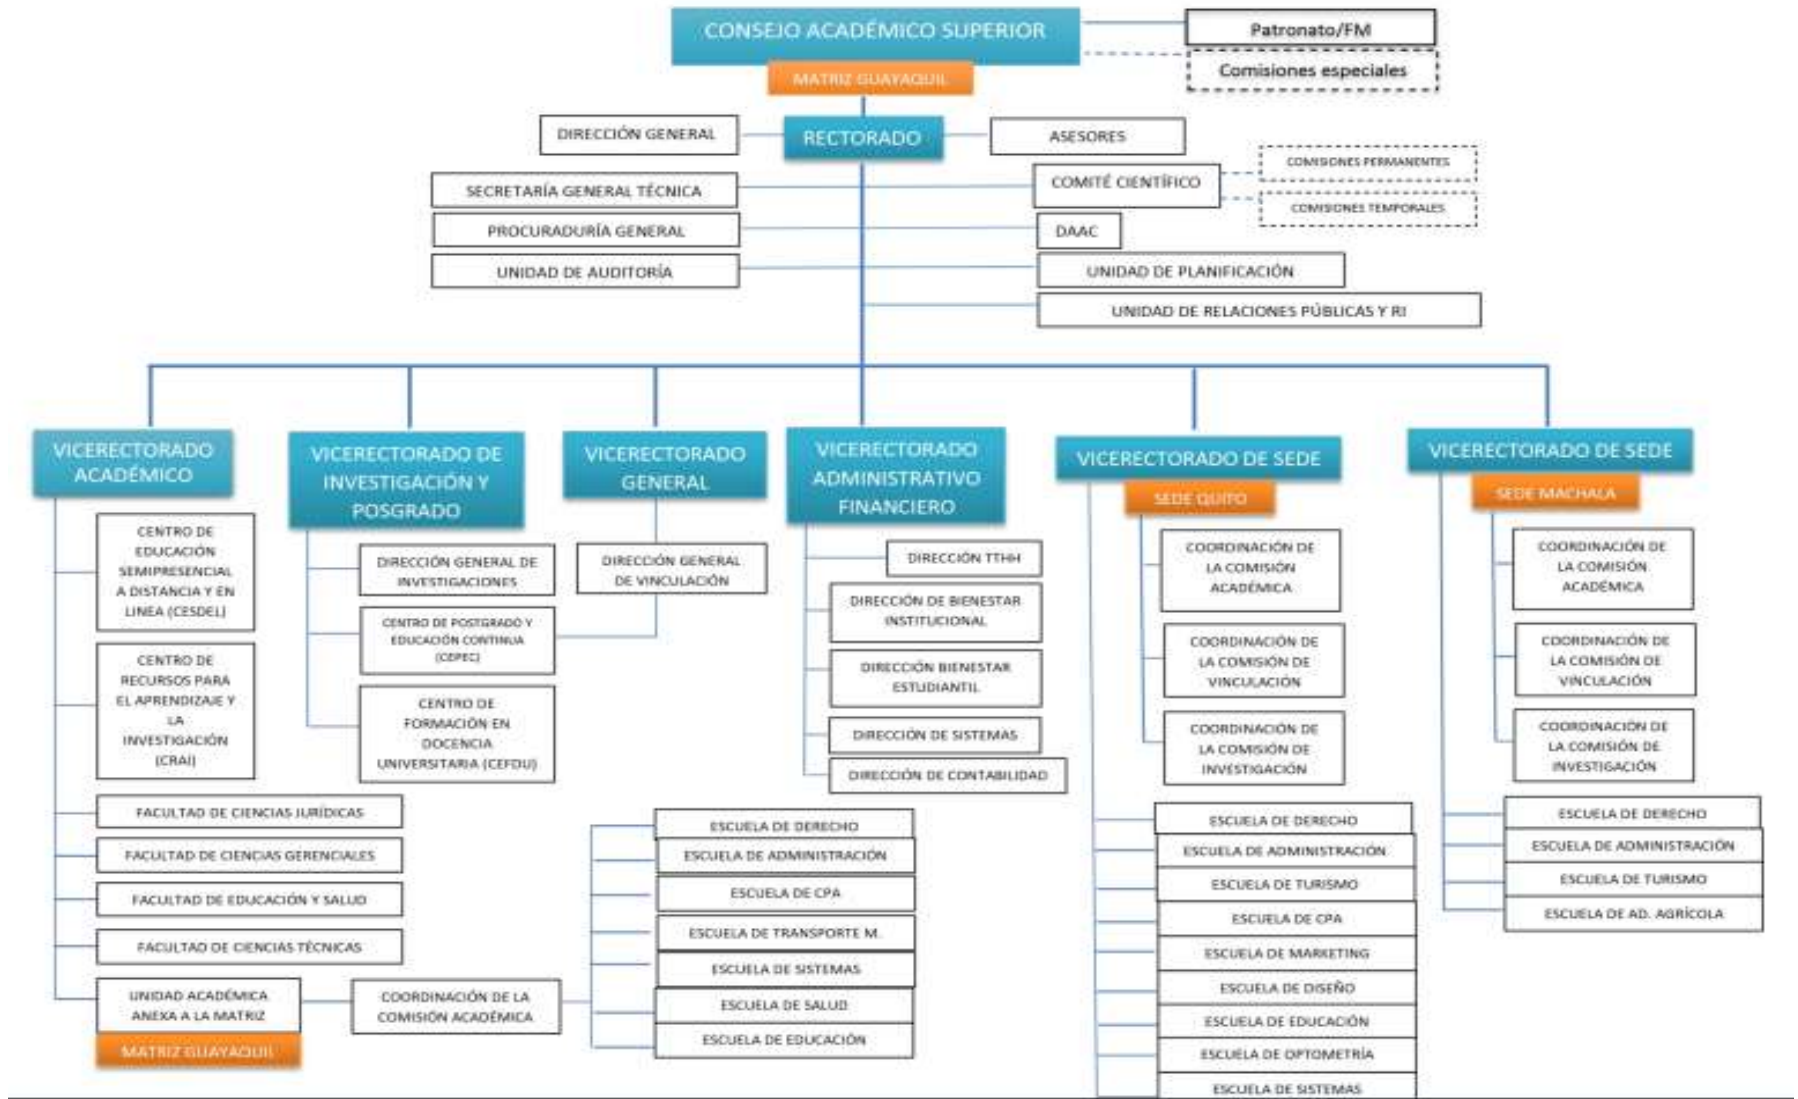 CONSEJO ACADÉMICO SUPERIOR
MATRIZ GUAYAQUIL
Patronato/FM
Comisiones especiales
DIRECCIÓN GENERAL
RECTORADO
ASESORES
SECRETARÍA GENERAL TÉCNICA
COMITÉ CIENTÍFICO
COMISIONES PERMANENTES
COMISIONES TEMPORALES
PROCURADURÍA GENERAL
DAAC
UNIDAD DE AUDITORÍA
UNIDAD DE PLANIFICACIÓN
UNIDAD DE RELACIONES PÚBLICAS Y RI
VICERECTORADO
ACADÉMICO
CENTRO DE
EDUCACIÓN
SEMIPRESENCIAL
A DISTANCIA Y EN
LINEA (CESDEL)
CENTRO DE
RECURSOS PARA
EL APRENDIZAJE Y
LA
INVESTIGACIÓN
(CRAI)
FACULTAD DE CIENCIAS JURÍDICAS
FACULTAD DE CIENCIAS GERENCIALES
FACULTAD DE EDUCACIÓN Y SALUD
FACULTAD DE CIENCIAS TÉCNICAS
UNIDAD ACADÉMICA
ANEXA A LA MATRIZ
MATRIZ GUAYAQUIL
COORDINACIÓN DE LA
COMISIÓN ACADÉMICA
ESCUELA DE DERECHO
ESCUELA DE ADMINISTRACIÓN
ESCUELA DE CPA
ESCUELA DE TRANSPORTE M.
ESCUELA DE SISTEMAS
ESCUELA DE SALUD
ESCUELA DE EDUCACIÓN
VICERECTORADO DE
INVESTIGACIÓN Y
POSGRADO
DIRECCIÓN GENERAL DE
INVESTIGACIONES
CENTRO DE POSTGRADO Y
EDUCACIÓN CONTINUA
(CEPEC)
CENTRO DE
FORMACIÓN EN
DOCENCIA
UNIVERSITARIA (CEFDU)
VICERECTORADO
GENERAL
DIRECCIÓN GENERAL
DE VINCULACIÓN
VICERECTORADO
ADMINISTRATIVO
FINANCIERO
DIRECCIÓN TTHH
DIRECCIÓN DE BIENESTAR
INSTITUCIONAL
DIRECCIÓN BIENESTAR
ESTUDIANTIL
DIRECCIÓN DE SISTEMAS
DIRECCIÓN DE CONTABILIDAD
VICERECTORADO DE SEDE
SEDE QUITO
COORDINACIÓN DE
LA COMISIÓN
ACADÉMICA
COORDINACIÓN DE
LA COMISIÓN DE
VINCULACIÓN
COORDINACIÓN DE
LA COMISIÓN DE
INVESTIGACIÓN
ESCUELA DE DERECHO
ESCUELA DE ADMINISTRACIÓN
ESCUELA DE TURISMO
ESCUELA DE CPA
ESCUELA DE MARKETING
ESCUELA DE DISEÑO
ESCUELA DE EDUCACIÓN
ESCUELA DE OPTOMETRÍA
ESCUELA DE SISTEMAS
VICERECTORADO DE SEDE
SEDE MACHALA
COORDINACIÓN DE
LA COMISIÓN
ACADÉMICA
COORDINACIÓN DE
LA COMISIÓN DE
VINCULACIÓN
COORDINACIÓN DE
LA COMISIÓN DE
INVESTIGACIÓN
ESCUELA DE DERECHO
ESCUELA DE ADMINISTRACIÓN
ESCUELA DE TURISMO
ESCUELA DE AD. AGRÍCOLA